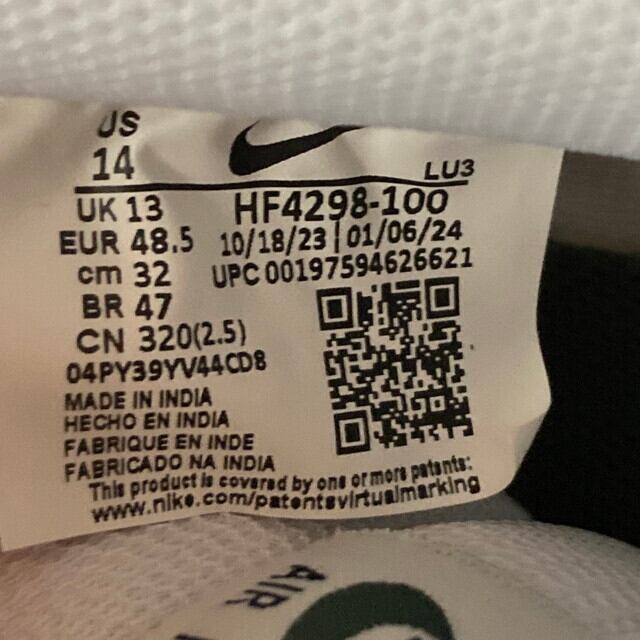 US
14
LU3
UK 13
HF4298-100
EUR 48.5
10/18/23 | 01/06/24
cm 32
UPC 00197594626621
BR 47
CN 320(2.5)
04PY39YV44CD8
MADE IN INDIA
HECHO EN INDIA
FABRIQUE EN INDE
FABRICADO NA INDIA
This product is covered by one or more patents:
www.nike.com/patentsvirtualmarking
AIR